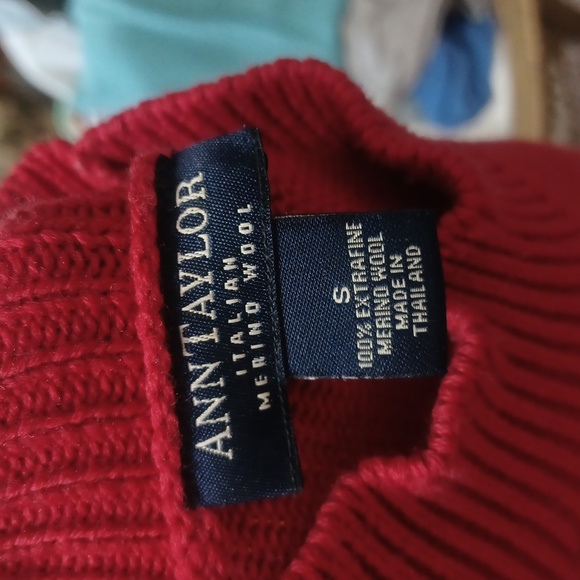 ANN TAYLOR
ITALIAN
MERINO WOOL
S
100% EXTRAFINE
MERINO WOOL
MADE IN
THAILAND